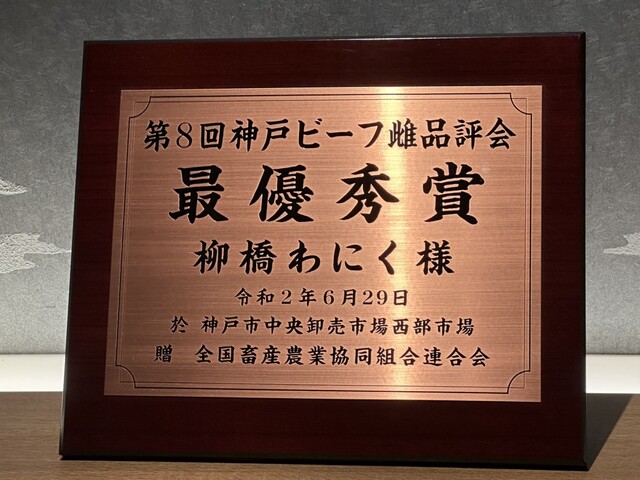 第8回神戸ビーフ雌品評会
最優秀賞
柳橋わにく様
令和2年6月29日
於 神戸市中央卸売市場西部市場
贈 全国畜産農業協同組合連合会